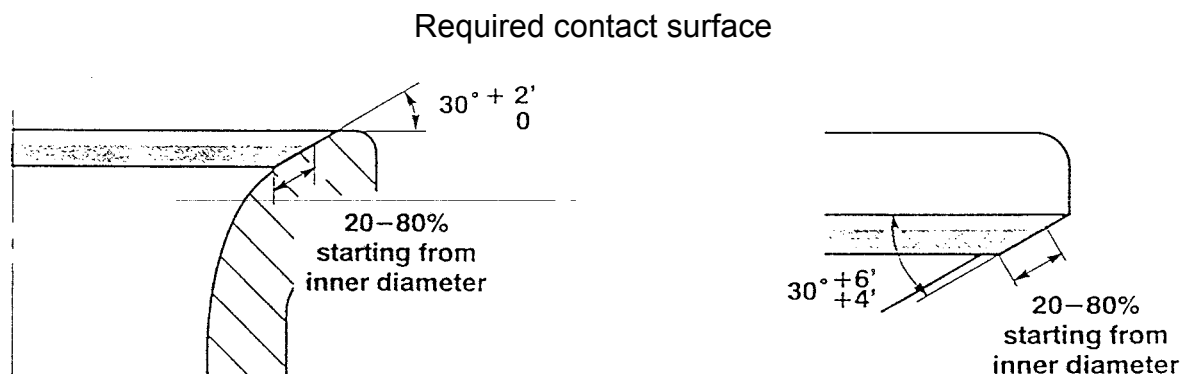 Required contact surface
30° + 2'
0
20–80%
starting from
inner diameter
30° +6'
+4'
20–80%
starting from
inner diameter